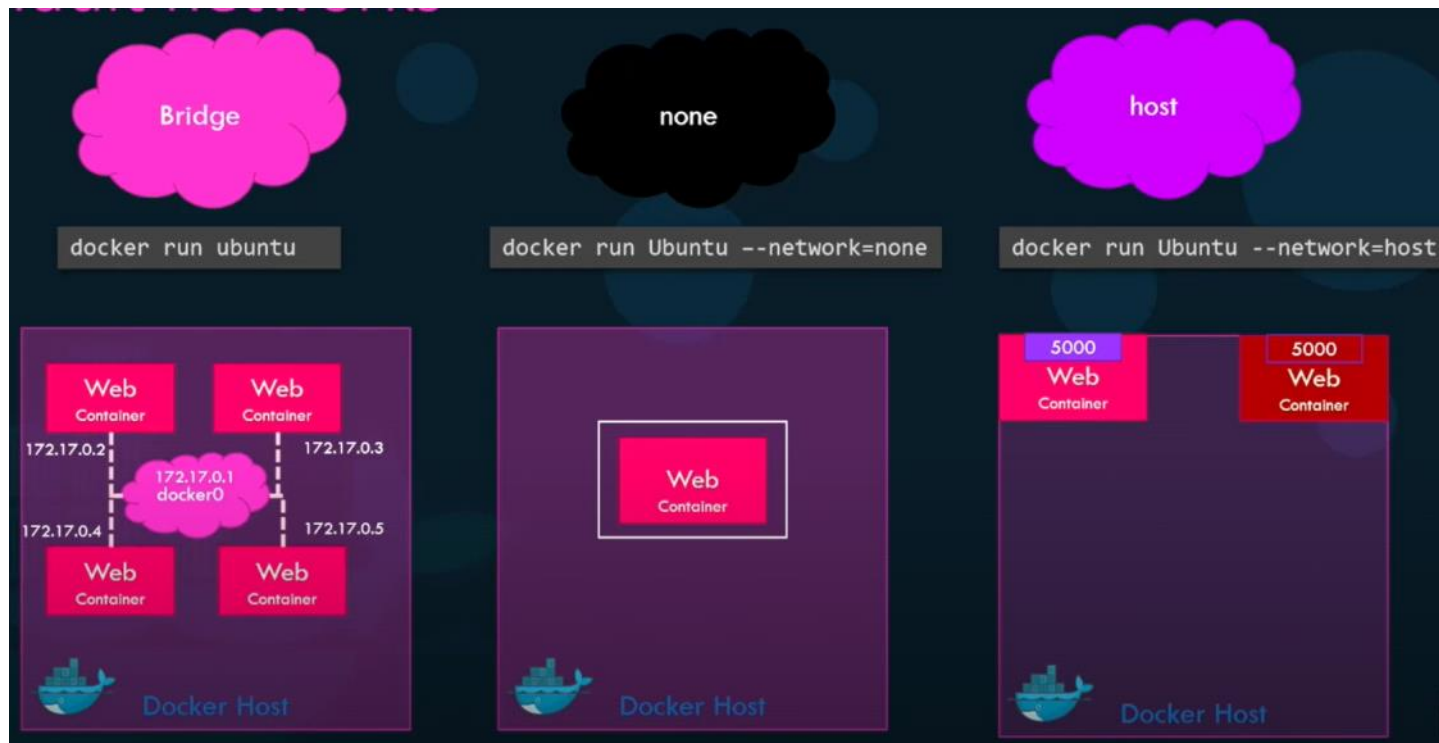 Bridge
none
host
docker run ubuntu
docker run Ubuntu --network=none
docker run Ubuntu --network=host
Web
Container
Web
Container
172.17.0.2
172.17.0.3
172.17.0.1
docker0
172.17.0.4
172.17.0.5
Web
Container
Web
Container
Docker Host
Web
Container
Docker Host
5000
Web
Container
5000
Web
Container
Docker Host